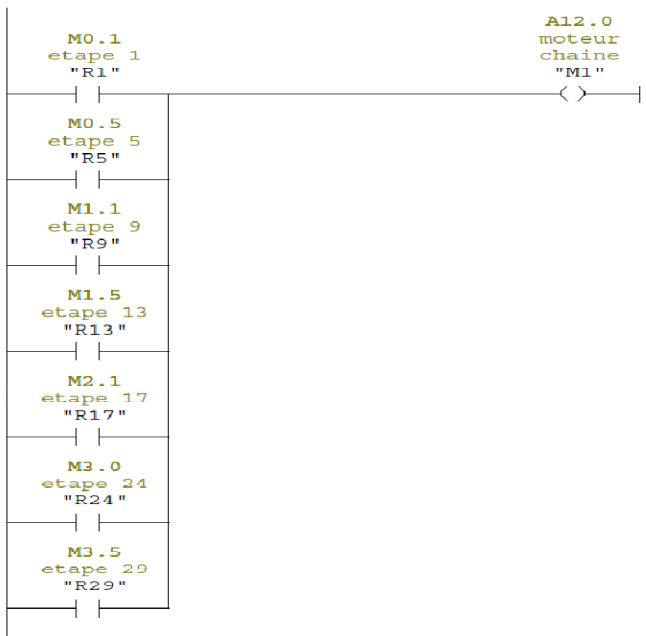 A12.0
M0.1
moteur
etape 1
chaine
"R1"
"M1"
M0.5
etape 5
"R5"
M1.1
etape 9
"R9"
M1.5
etape 13
"R13"
M2.1
etape 17
"R17"
M3.0
etape 24
"R24"
M3.5
etape 29
"R29"